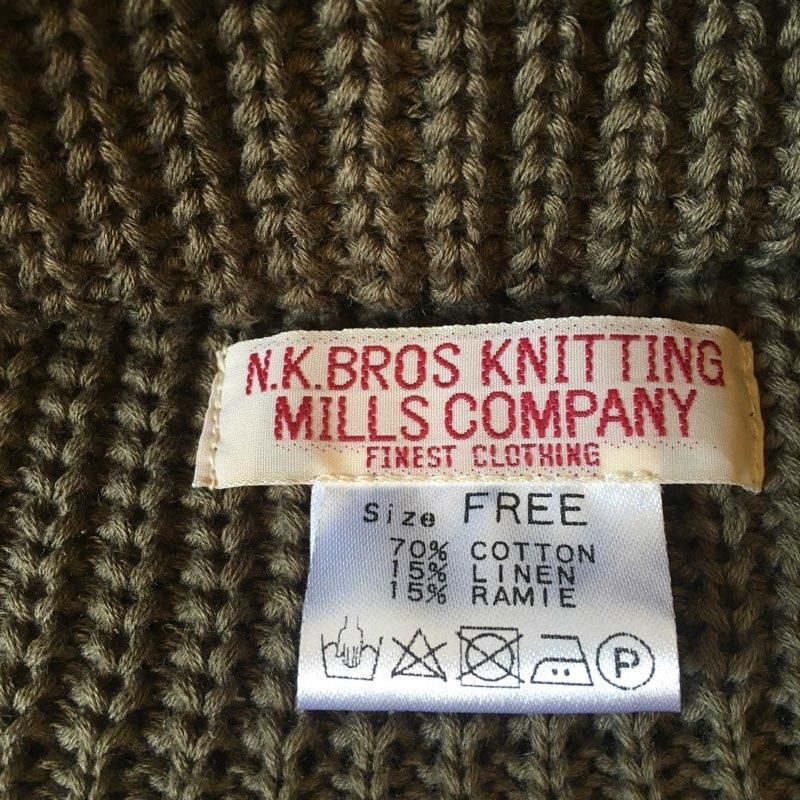 N.K.BROS KNITTING
MILLS COMPANY
FINEST CLOTHING
Size FREE
70% COTTON
15% LINEN
15% RAMIE
P